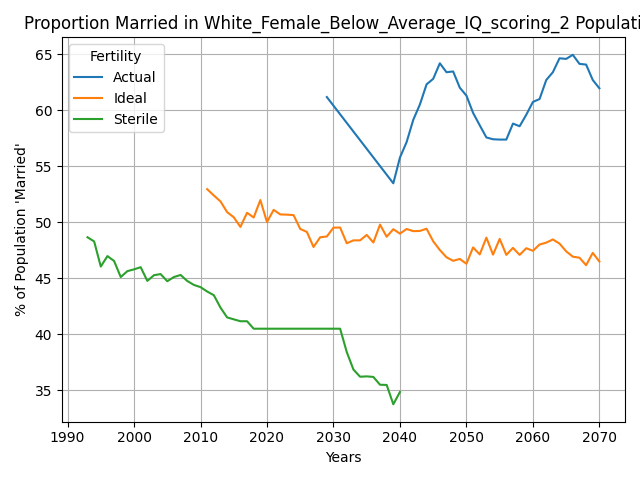 Proportion Married in White_Female_Below_Average_IQ_scoring_2 Populati
Fertility
Actual
Ideal
Sterile
% of Population 'Married'
65
60
55
50
45
40
35
1990 2000 2010 2020 2030 2040 2050 2060 2070
Years